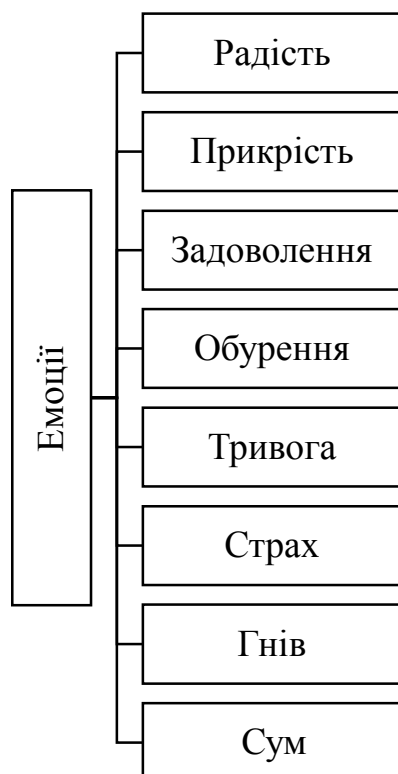 Емоції
Радість
Прикрість
Задоволення
Обурення
Тривога
Страх
Гнів
Сум